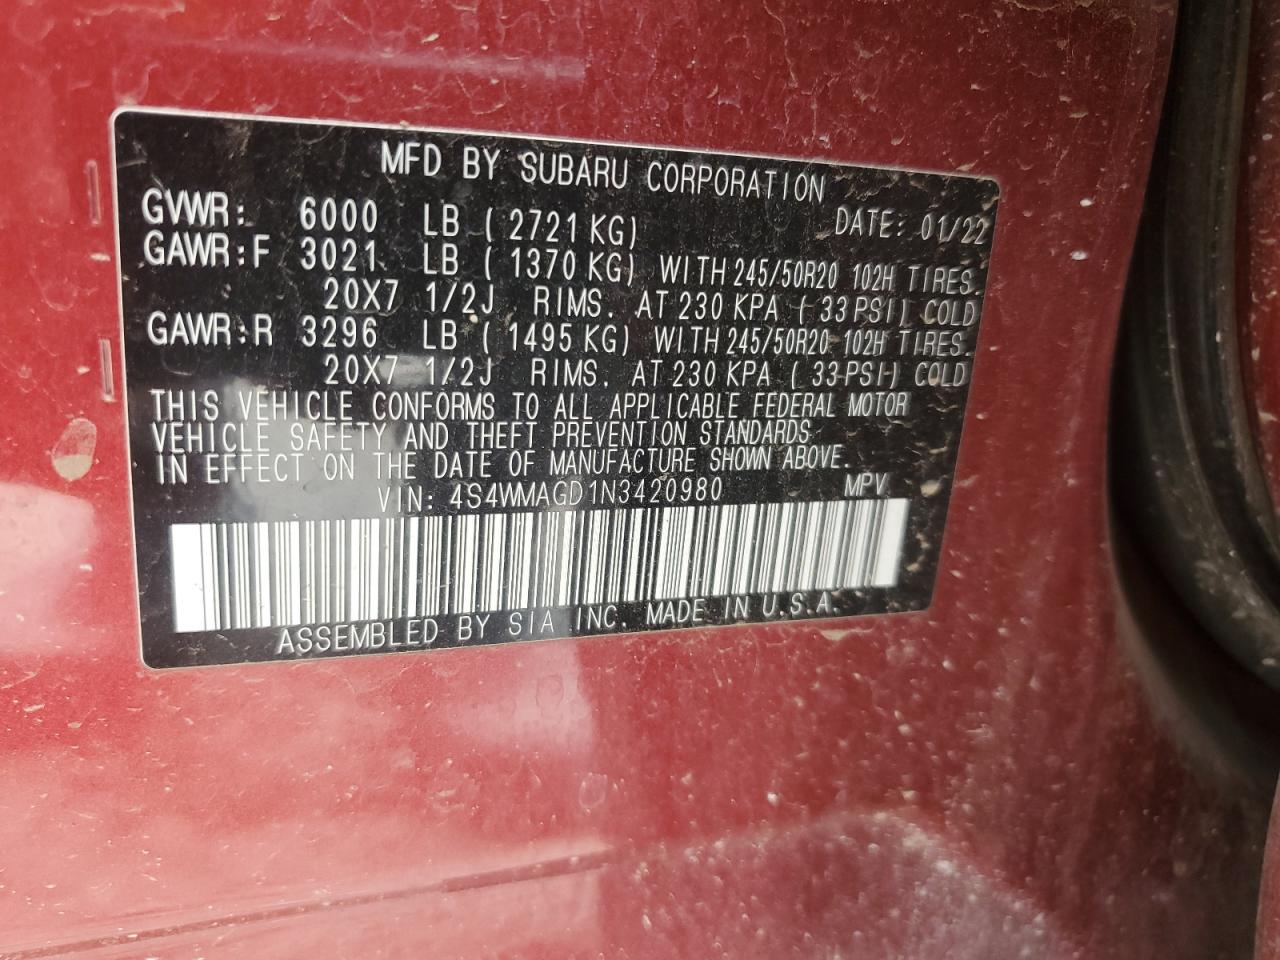 MFD BY SUBARU CORPORATION
GVWR: 6000 LB ( 2721 KG) DATE: 01/22
GAWR:F 3021 LB ( 1370 KG) WITH 245/50R20 102H TIRES.
20X7 1/2J RIMS. AT 230 KPA ( 33 PSI) COLD
GAWR:R 3296 LB ( 1495 KG) WITH 245/50R20 102H TIRES.
20X7 1/2J RIMS. AT 230 KPA ( 33 PSI) COLD
THIS VEHICLE CONFORMS TO ALL APPLICABLE FEDERAL MOTOR
VEHICLE SAFETY AND THEFT PREVENTION STANDARDS
IN EFFECT ON THE DATE OF MANUFACTURE SHOWN ABOVE.
VIN: 4S4WMAGD1N3420980 MPV
ASSEMBLED BY SIA INC. MADE IN U.S.A.